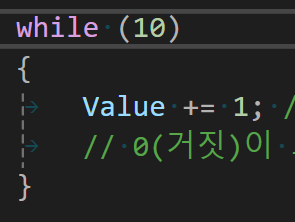 while (10)
{
Value += 1; /
// 0(거짓)이
}